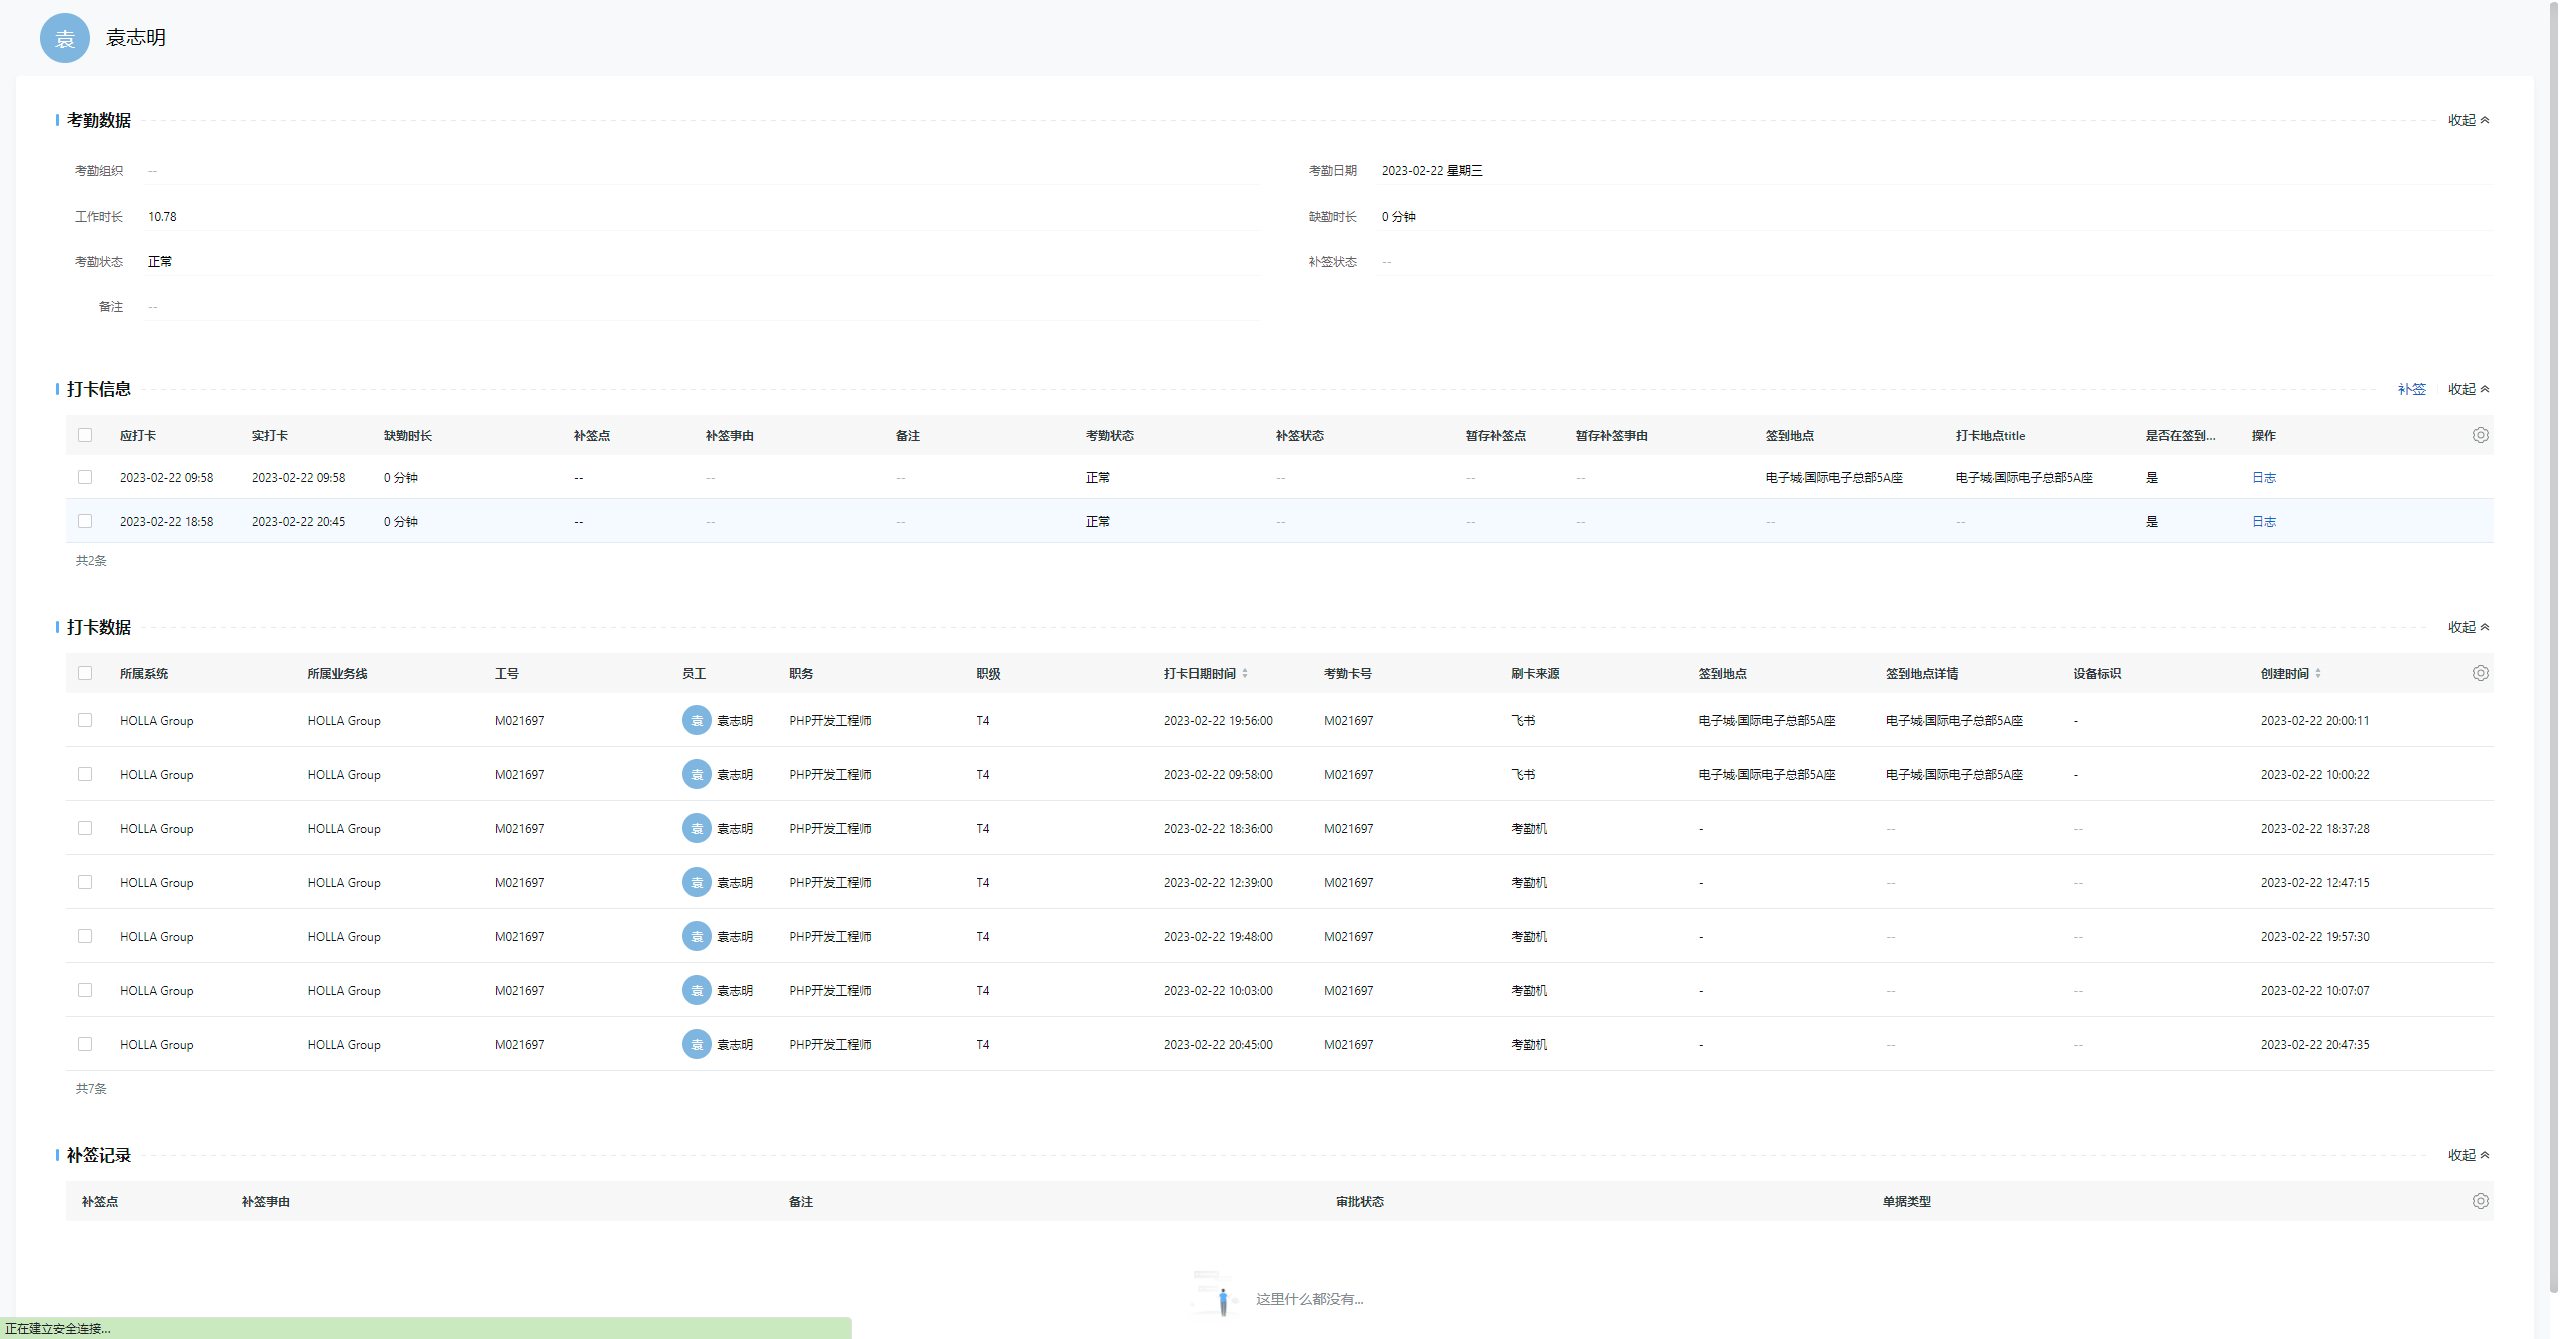 袁 袁志明
考勤数据 收起
考勤组织 -- 考勤日期 2023-02-22 星期三
工作时长 10.78 缺勤时长 0 分钟
考勤状态 正常 补签状态 --
备注 --
打卡信息 补签 收起
应打卡 实打卡 缺勤时长 补签点 补签事由 备注 考勤状态 补签状态 暂存补签点 暂存补签事由 签到地点 打卡地点title 是否在签到... 操作
2023-02-22 09:58 2023-02-22 09:58 0 分钟 -- -- -- 正常 -- -- -- 电子城·国际电子总部5A座 电子城·国际电子总部5A座 是 日志
2023-02-22 18:58 2023-02-22 20:45 0 分钟 -- -- -- 正常 -- -- -- -- -- 是 日志
共2条
打卡数据 收起
所属系统 所属业务线 工号 员工 职务 职级 打卡日期时间 考勤卡号 刷卡来源 签到地点 签到地点详情 设备标识 创建时间
HOLLA Group HOLLA Group M021697 袁 袁志明 PHP开发工程师 T4 2023-02-22 19:56:00 M021697 飞书 电子城·国际电子总部5A座 电子城·国际电子总部5A座 - 2023-02-22 20:00:11
HOLLA Group HOLLA Group M021697 袁 袁志明 PHP开发工程师 T4 2023-02-22 09:58:00 M021697 飞书 电子城·国际电子总部5A座 电子城·国际电子总部5A座 - 2023-02-22 10:00:22
HOLLA Group HOLLA Group M021697 袁 袁志明 PHP开发工程师 T4 2023-02-22 18:36:00 M021697 考勤机 - -- -- 2023-02-22 18:37:28
HOLLA Group HOLLA Group M021697 袁 袁志明 PHP开发工程师 T4 2023-02-22 12:39:00 M021697 考勤机 - -- -- 2023-02-22 12:47:15
HOLLA Group HOLLA Group M021697 袁 袁志明 PHP开发工程师 T4 2023-02-22 19:48:00 M021697 考勤机 - -- -- 2023-02-22 19:57:30
HOLLA Group HOLLA Group M021697 袁 袁志明 PHP开发工程师 T4 2023-02-22 10:03:00 M021697 考勤机 - -- -- 2023-02-22 10:07:07
HOLLA Group HOLLA Group M021697 袁 袁志明 PHP开发工程师 T4 2023-02-22 20:45:00 M021697 考勤机 - -- -- 2023-02-22 20:47:35
共7条
补签记录 收起
补签点 补签事由 备注 审批状态 单据类型
这里什么都没有...
正在建立安全连接...